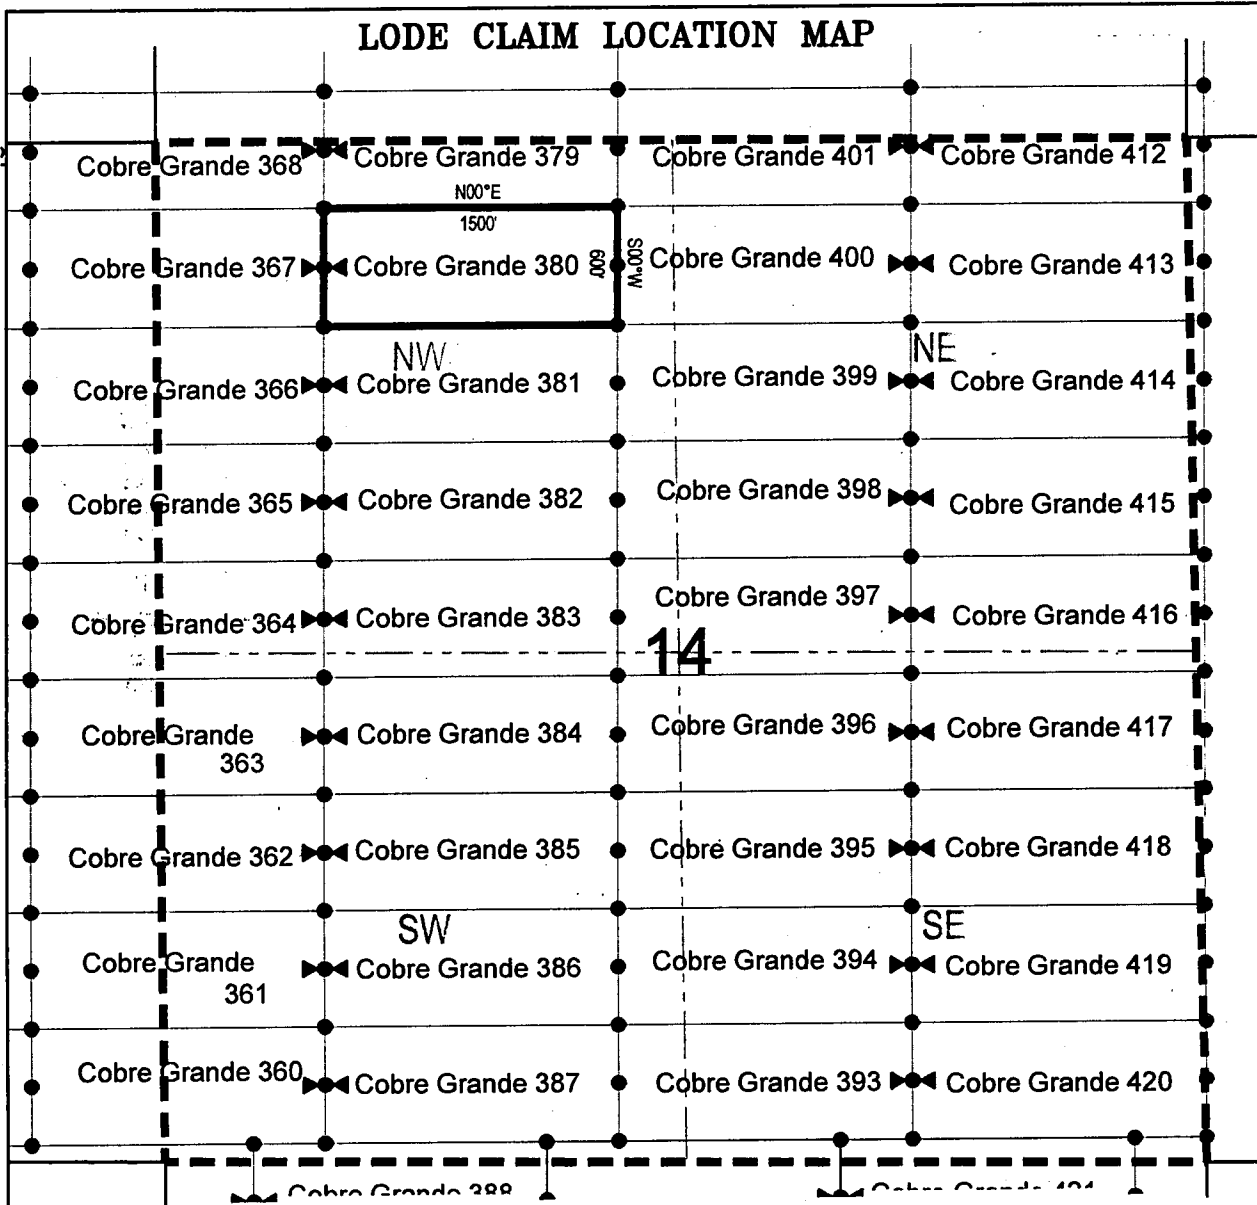 LODE CLAIM LOCATION MAP
Cobre Grande 368
Cobre Grande 379
Cobre Grande 401
Cobre Grande 412
N00°E
1500'
Cobre Grande 367
Cobre Grande 380
600'
S00°W
Cobre Grande 400
Cobre Grande 413
NW
NE
Cobre Grande 366
Cobre Grande 381
Cobre Grande 399
Cobre Grande 414
Cobre Grande 365
Cobre Grande 382
Cobre Grande 398
Cobre Grande 415
Cobre Grande 364
Cobre Grande 383
Cobre Grande 397
Cobre Grande 416
14
Cobre Grande
363
Cobre Grande 384
Cobre Grande 396
Cobre Grande 417
Cobre Grande 362
Cobre Grande 385
Cobre Grande 395
Cobre Grande 418
SW
SE
Cobre Grande
361
Cobre Grande 386
Cobre Grande 394
Cobre Grande 419
Cobre Grande 360
Cobre Grande 387
Cobre Grande 393
Cobre Grande 420
Cobre Grande 388
Cobre Grande 421